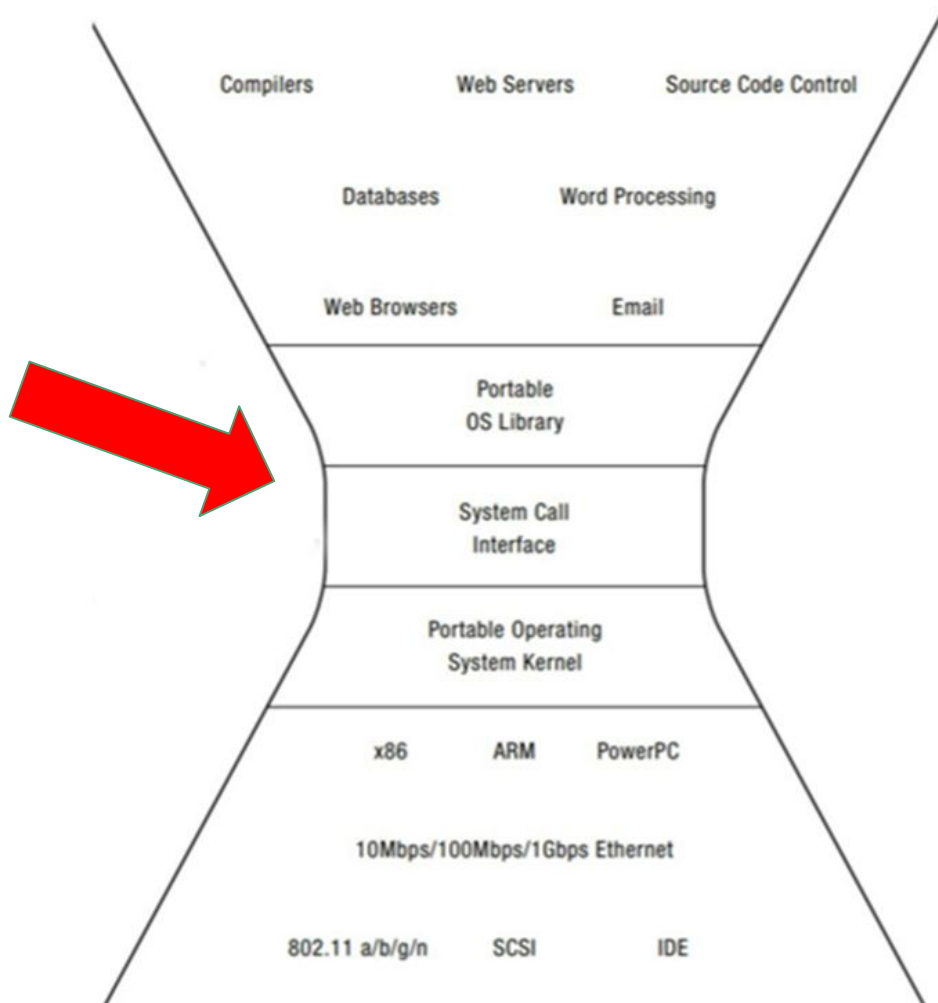 Compilers Web Servers Source Code Control
Databases Word Processing
Web Browsers Email
Portable
OS Library
System Call
Interface
Portable Operating
System Kernel
x86 ARM PowerPC
10Mbps/100Mbps/1Gbps Ethernet
802.11 a/b/g/n SCSI IDE